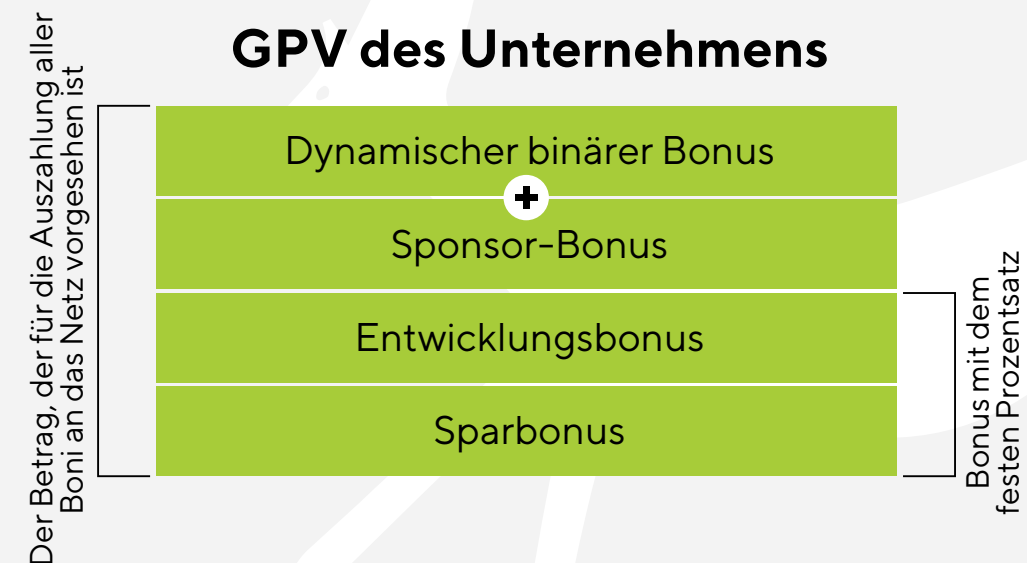 GPV des Unternehmens
Der Betrag, der für die Auszahlung aller
Boni an das Netz vorgesehen ist
Dynamischer binärer Bonus
+
Sponsor-Bonus
Entwicklungsbonus
Sparbonus
Bonus mit dem
festen Prozentsatz